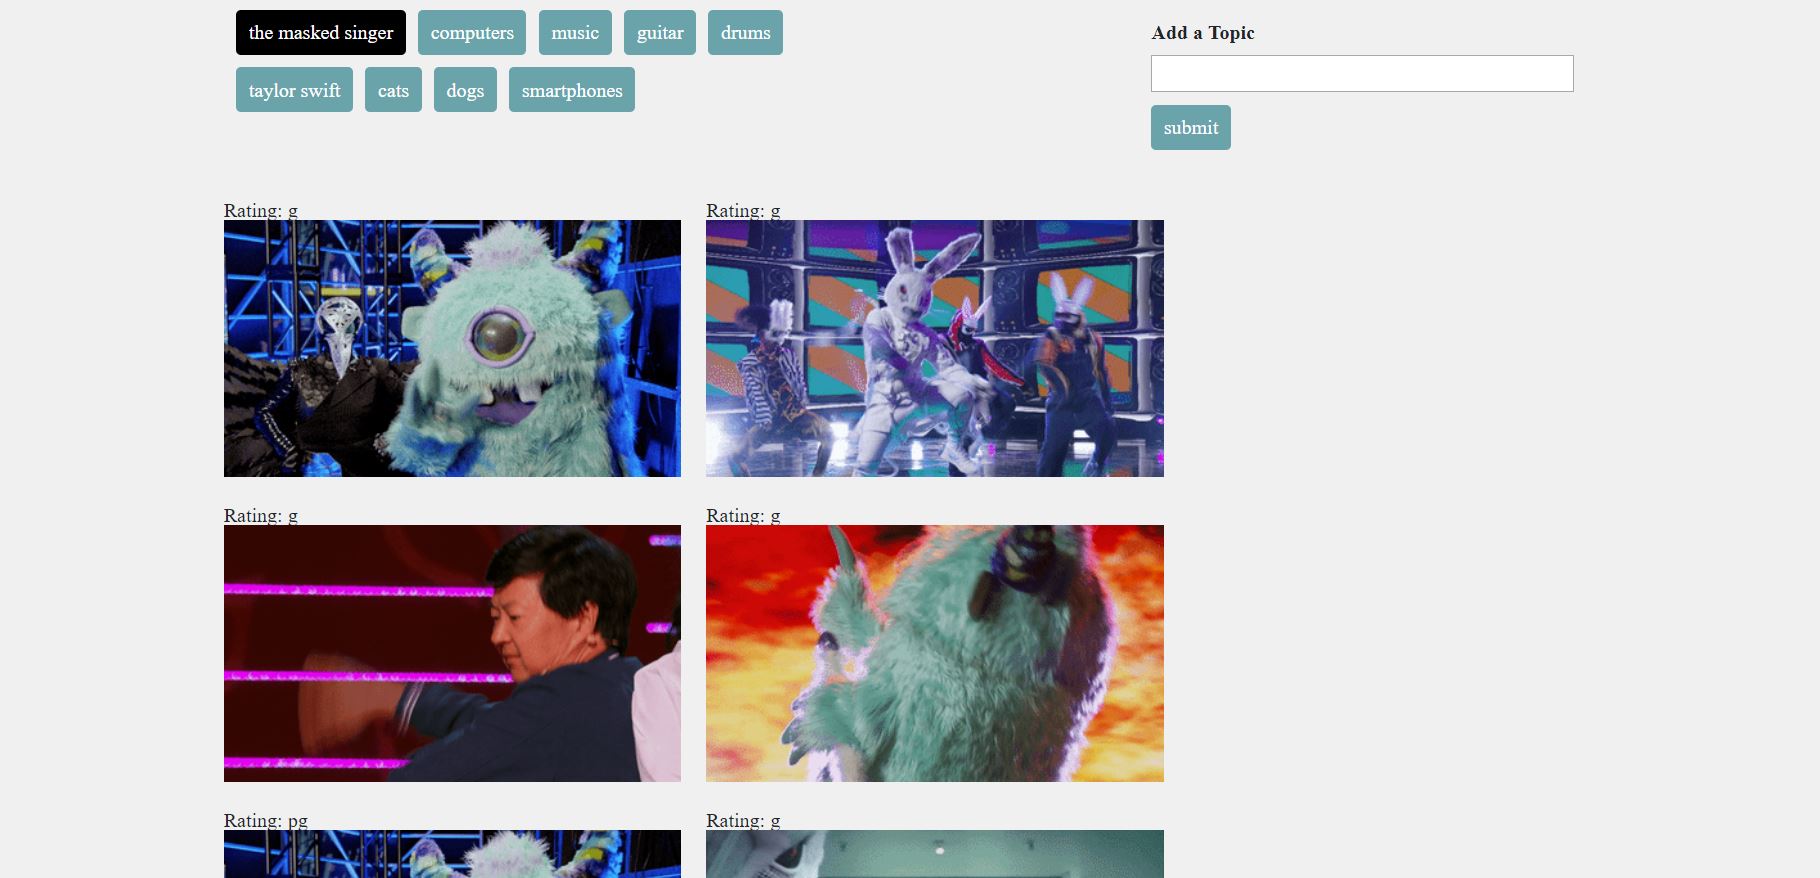 the masked singer computers music guitar drums
taylor swift cats dogs smartphones
Add a Topic
submit
Rating: g Rating: g
Rating: g Rating: g
Rating: pg Rating: g